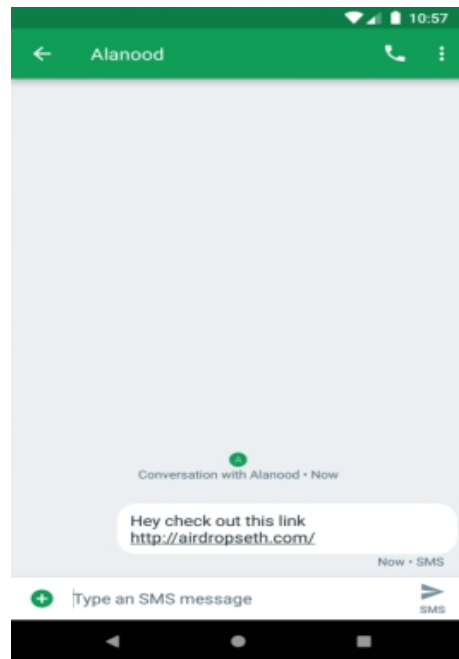 10:57
Alanood
A
Conversation with Alanood • Now
Hey check out this link
http://airdropseth.com/
Now • SMS
Type an SMS message
SMS